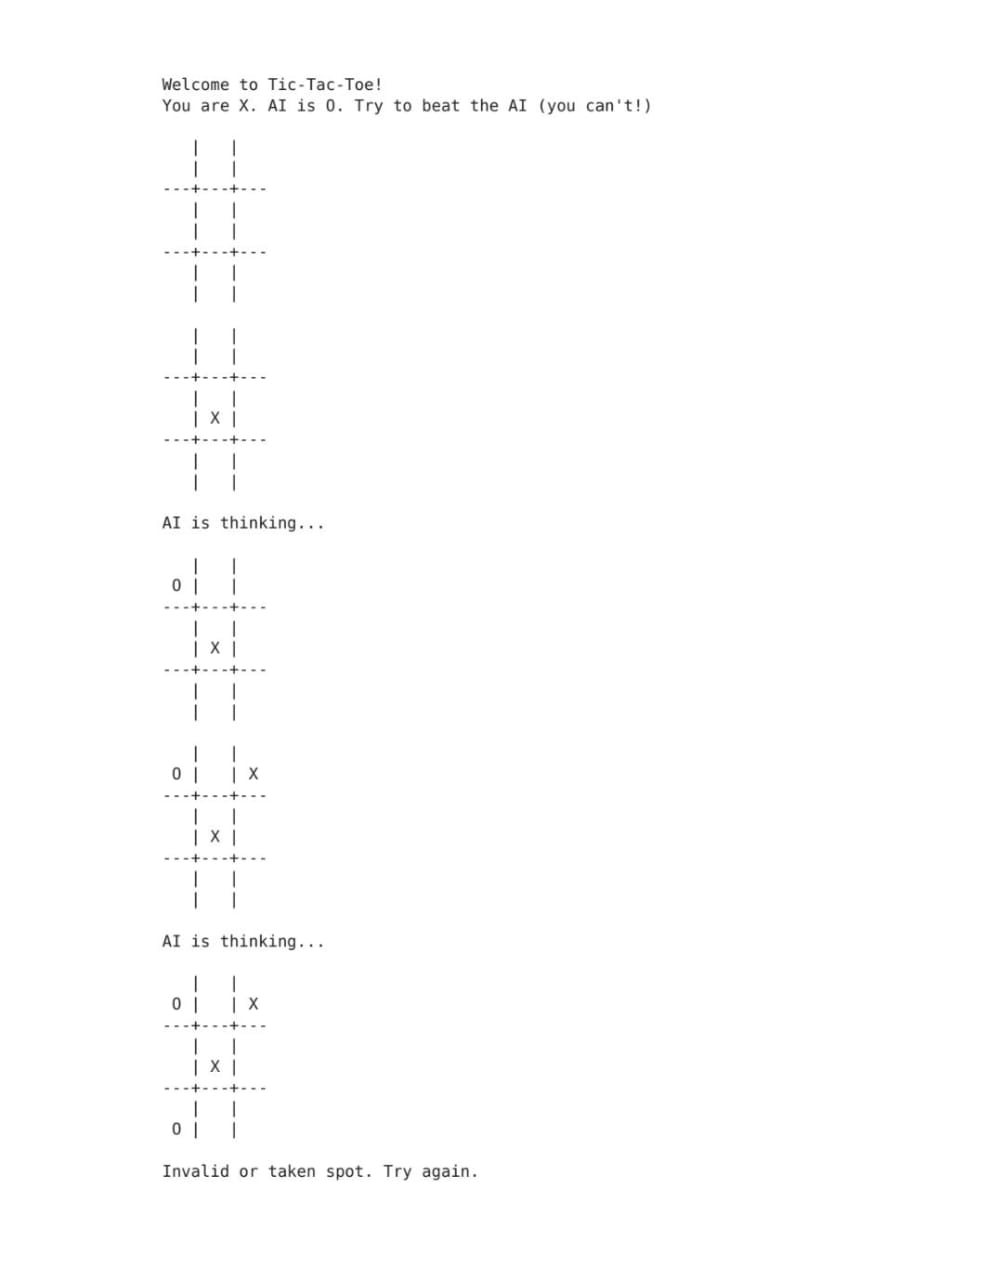 Welcome to Tic-Tac-Toe!
You are X. AI is O. Try to beat the AI (you can't!)
   |   |
   |   |
---+---+---
   |   |
   |   |
---+---+---
   |   |
   |   |
   |   |
   |   |
---+---+---
   |   |
   | X |
---+---+---
   |   |
   |   |
AI is thinking...
   |   |
 O |   |
---+---+---
   |   |
   | X |
---+---+---
   |   |
   |   |
   |   |
 O |   | X
---+---+---
   |   |
   | X |
---+---+---
   |   |
   |   |
AI is thinking...
   |   |
 O |   | X
---+---+---
   |   |
   | X |
---+---+---
   |   |
 O |   |
Invalid or taken spot. Try again.